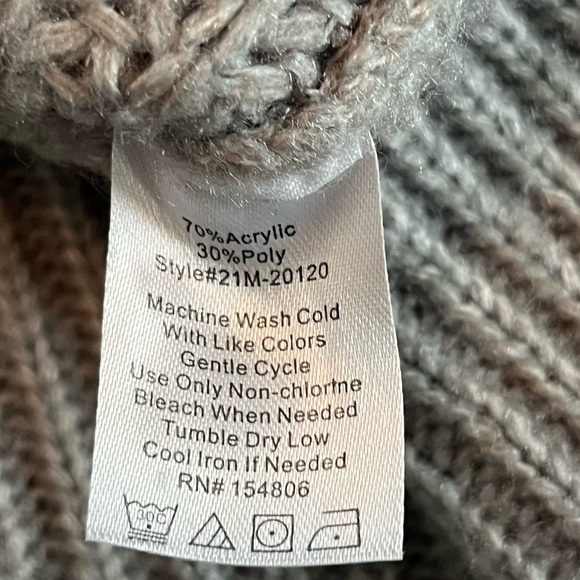 70%Acrylic
30%Poly
Style#21M-20120
Machine Wash Cold
With Like Colors
Gentle Cycle
Use Only Non-chlorine
Bleach When Needed
Tumble Dry Low
Cool Iron If Needed
RN# 154806
30C